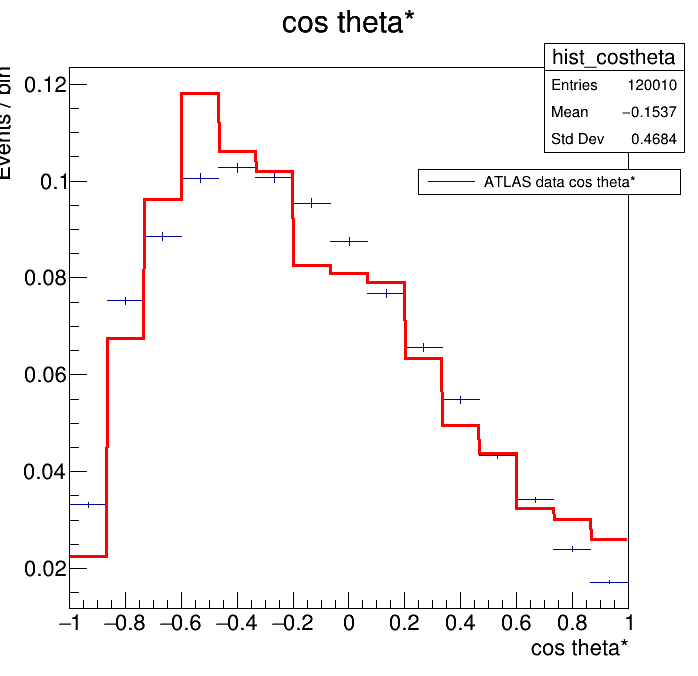 cos theta*
hist_costheta
Entries 120010
Mean −0.1537
Std Dev 0.4684
ATLAS data cos theta*
Events / bin
0.12
0.1
0.08
0.06
0.04
0.02
−1 −0.8 −0.6 −0.4 −0.2 0 0.2 0.4 0.6 0.8 1
cos theta*